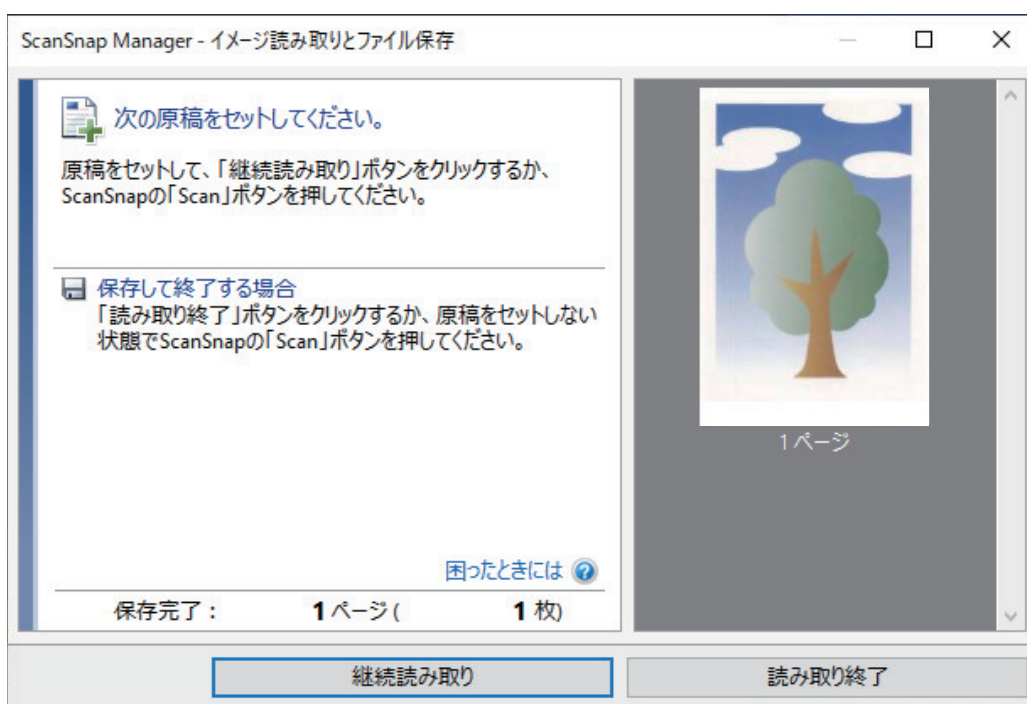 ScanSnap Manager - イメージ読み取りとファイル保存
次の原稿をセットしてください。
原稿をセットして、「継続読み取り」ボタンをクリックするか、
ScanSnapの「Scan」ボタンを押してください。
保存して終了する場合
「読み取り終了」ボタンをクリックするか、原稿をセットしない
状態でScanSnapの「Scan」ボタンを押してください。
1 ページ
困ったときには
保存完了： 1 ページ ( 1 枚)
継続読み取り
読み取り終了